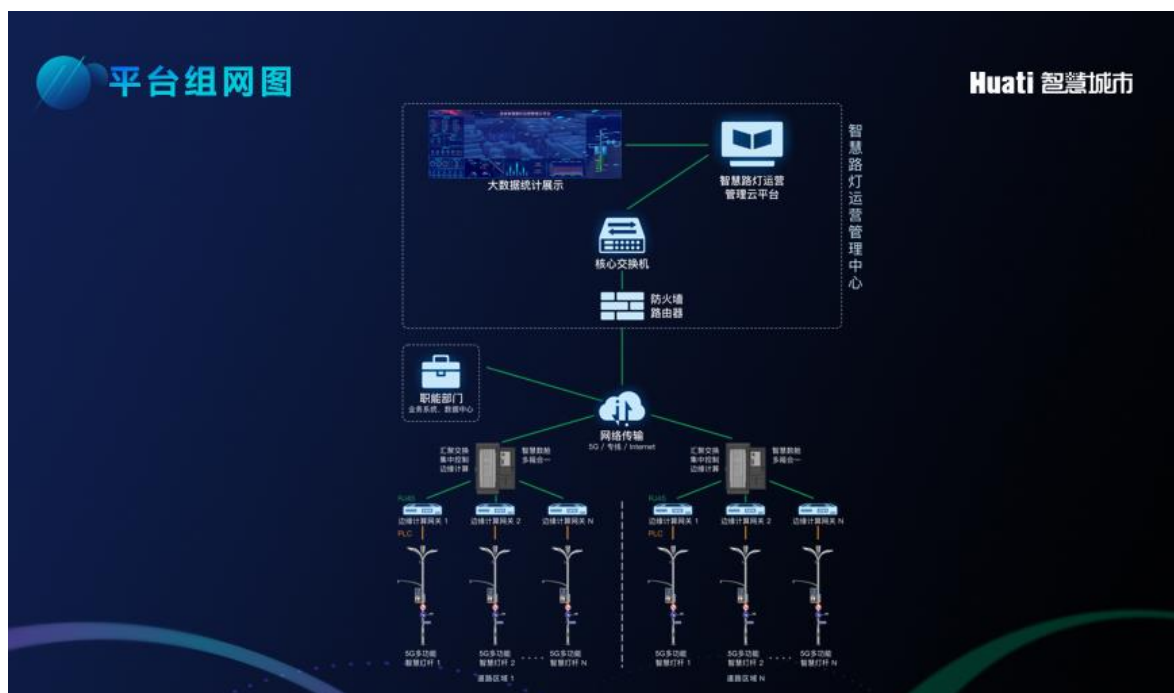 平台组网图
Huati 智慧城市
大数据统计展示
智慧路灯运营
管理云平台
智慧路灯运营管理中心
核心交换机
防火墙
路由器
职能部门
业务系统、数据中心
网络传输
5G / 专线 / Internet
汇聚交换
集中控制
边缘计算
智慧数舱
多箱合一
汇聚交换
集中控制
边缘计算
智慧数舱
多箱合一
RJ45
边缘计算网关 1
边缘计算网关 2
边缘计算网关 N
PLC
RJ45
边缘计算网关 1
边缘计算网关 2
边缘计算网关 N
PLC
5G多功能
智慧灯杆 1
5G多功能
智慧灯杆 2
5G多功能
智慧灯杆 N
道路区域 1
5G多功能
智慧灯杆 1
5G多功能
智慧灯杆 2
5G多功能
智慧灯杆 N
道路区域 N